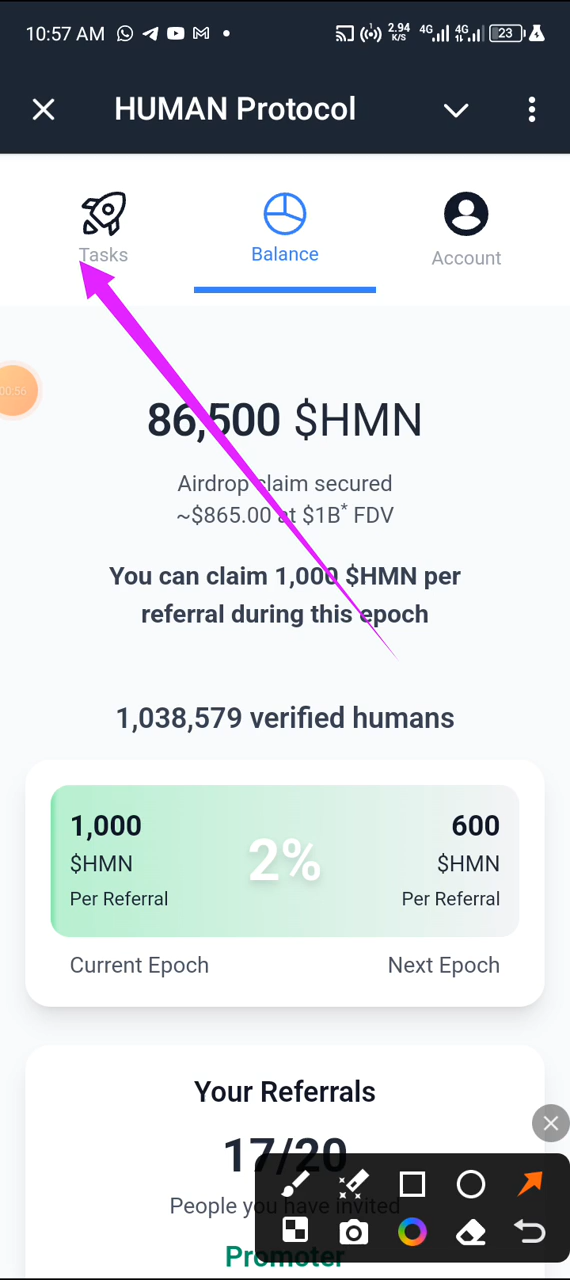 10:57 AM 2.94 K/S 4G 4G 23
HUMAN Protocol
Tasks Balance Account
00:56
86,500 $HMN
Airdrop claim secured
~$865.00 at $1B* FDV
You can claim 1,000 $HMN per
referral during this epoch
1,038,579 verified humans
1,000 600
$HMN 2% $HMN
Per Referral Per Referral
Current Epoch Next Epoch
Your Referrals
17/20
People you have invited
Promoter